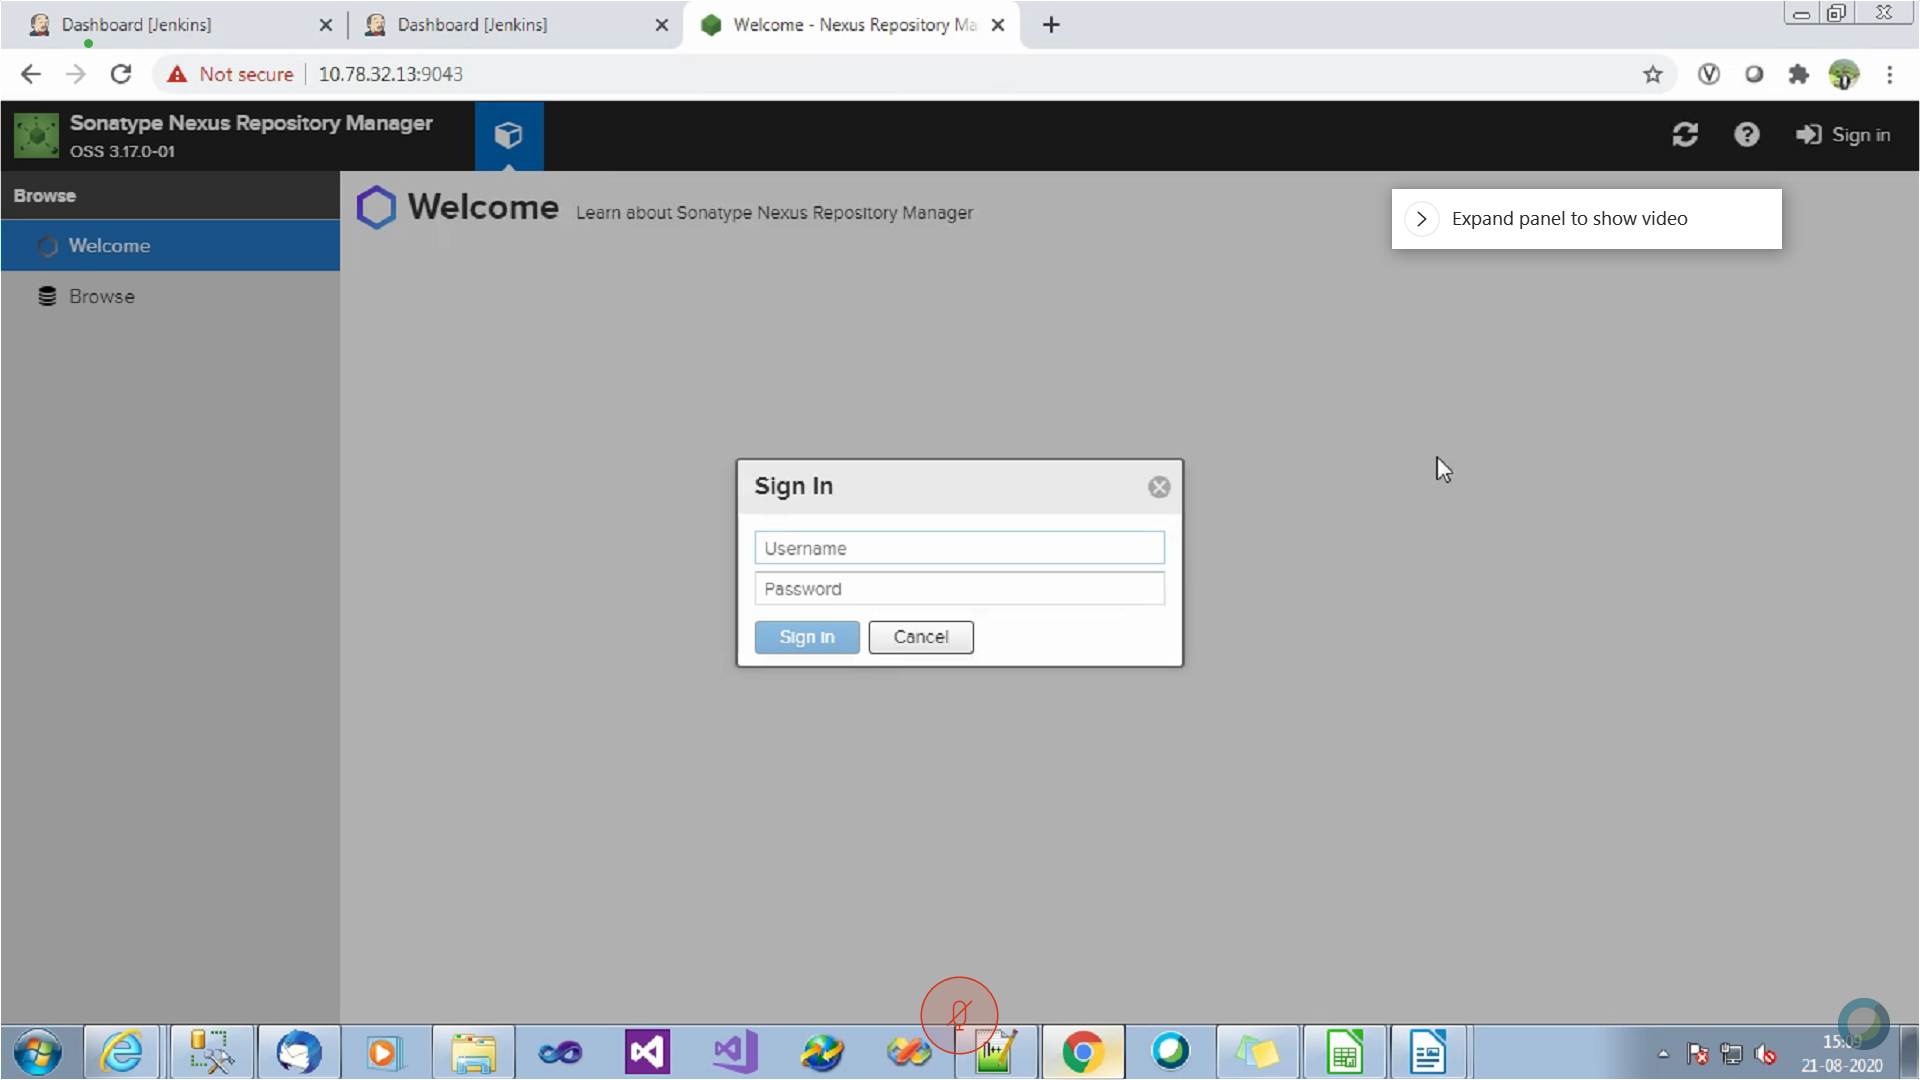 Dashboard [Jenkins]
Dashboard [Jenkins]
Welcome - Nexus Repository Ma
Not secure
10.78.32.13:9043
Sonatype Nexus Repository Manager
OSS 3.17.0-01
Sign in
Browse
Welcome Learn about Sonatype Nexus Repository Manager
Expand panel to show video
Welcome
Browse
Sign In
Username
Password
Sign in
Cancel
21-08-2020